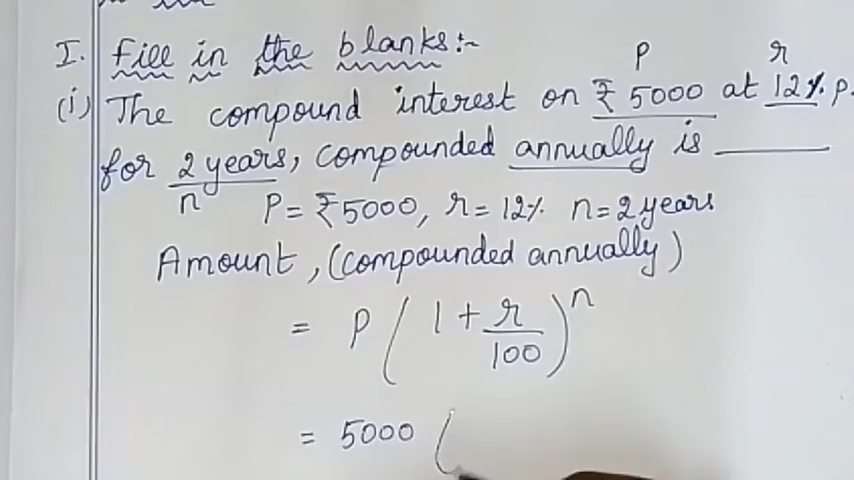 I. Fill in the blanks:-
P r
(i) The compound interest on ₹ 5000 at 12% p.
for 2 years, compounded annually is ______
n P = ₹5000, r = 12% n = 2 years
Amount, (compounded annually)
= P ( 1 + r/100 )^n
= 5000 (